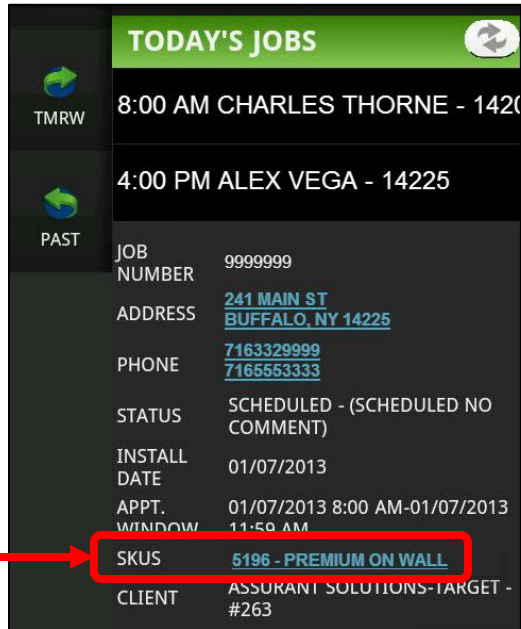 TODAY'S JOBS
TMRW
8:00 AM CHARLES THORNE - 1420
4:00 PM ALEX VEGA - 14225
PAST
JOB NUMBER 9999999
ADDRESS 241 MAIN ST
BUFFALO, NY 14225
PHONE 7163329999
7165553333
STATUS SCHEDULED - (SCHEDULED NO
COMMENT)
INSTALL DATE 01/07/2013
APPT. WINDOW 01/07/2013 8:00 AM-01/07/2013
11:59 AM
SKUS 5196 - PREMIUM ON WALL
CLIENT ASSURANT SOLUTIONS-TARGET -
#263